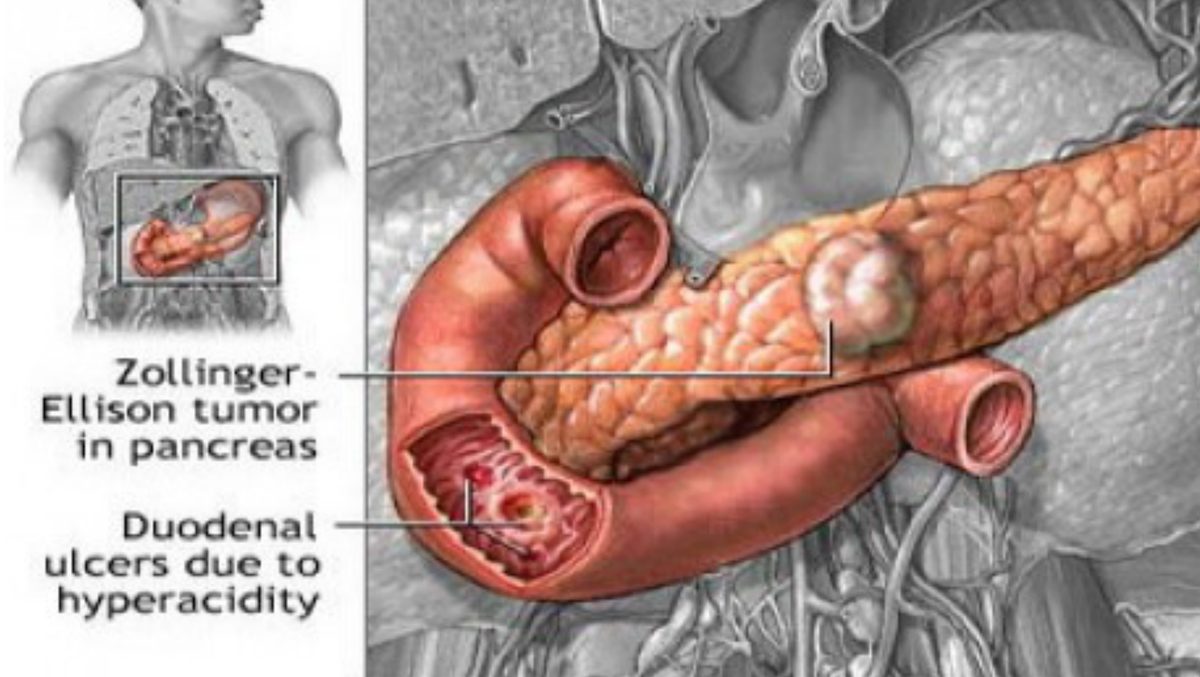 Zollinger-
Ellison tumor
in pancreas
Duodenal
ulcers due to
hyperacidity